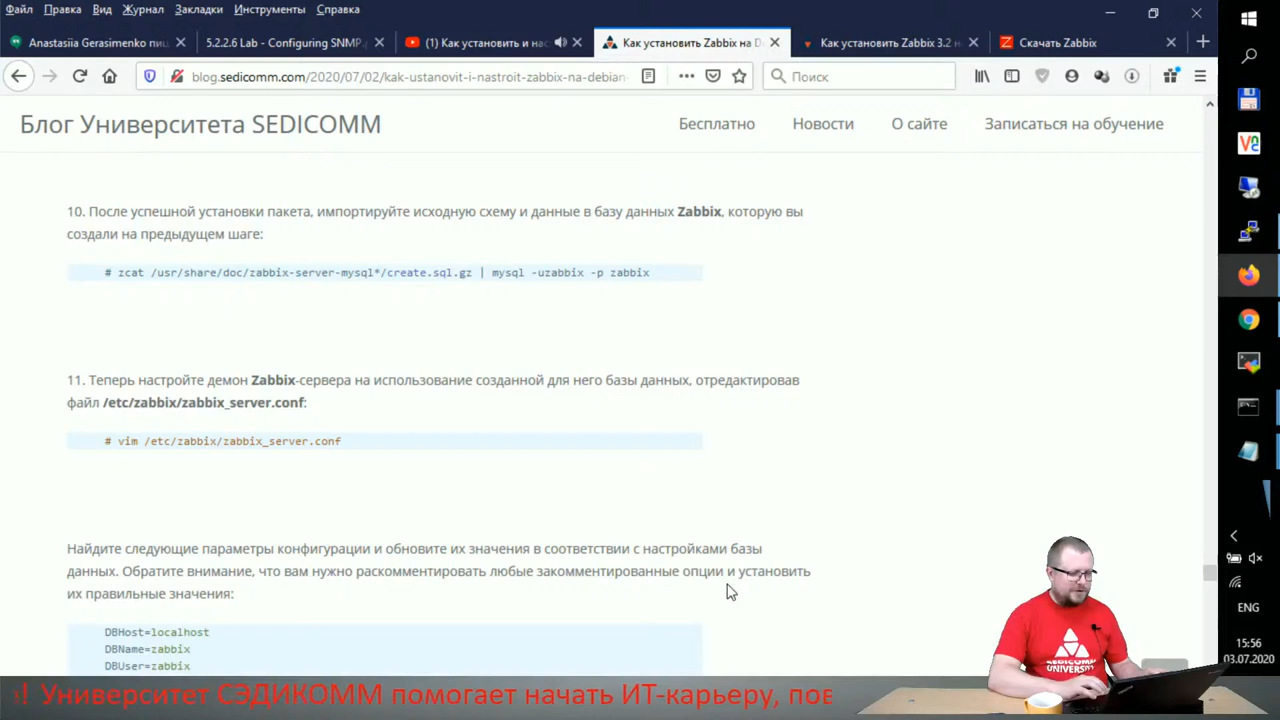 Файл Правка Вид Журнал Закладки Инструменты Справка
Anastasiia Gerasimenko пиш
5.2.2.6 Lab - Configuring SNMP.p
(1) Как установить и нас
Как установить Zabbix на D
Как установить Zabbix 3.2 н
Скачать Zabbix
blog.sedicomm.com/2020/07/02/kak-ustanovit-i-nastroit-zabbix-na-debian-
Поиск
Блог Университета SEDICOMM
Бесплатно Новости О сайте Записаться на обучение
10. После успешной установки пакета, импортируйте исходную схему и данные в базу данных Zabbix, которую вы
создали на предыдущем шаге:
# zcat /usr/share/doc/zabbix-server-mysql*/create.sql.gz | mysql -uzabbix -p zabbix
11. Теперь настройте демон Zabbix-сервера на использование созданной для него базы данных, отредактировав
файл /etc/zabbix/zabbix_server.conf:
# vim /etc/zabbix/zabbix_server.conf
Найдите следующие параметры конфигурации и обновите их значения в соответствии с настройками базы
данных. Обратите внимание, что вам нужно раскомментировать любые закомментированные опции и установить
их правильные значения:
DBHost=localhost
DBName=zabbix
DBUser=zabbix
ENG
15:56
03.07.2020
SEDICOMM
UNIVERSITY
! Университет СЭДИКОММ помогает начать ИТ-карьеру, пов